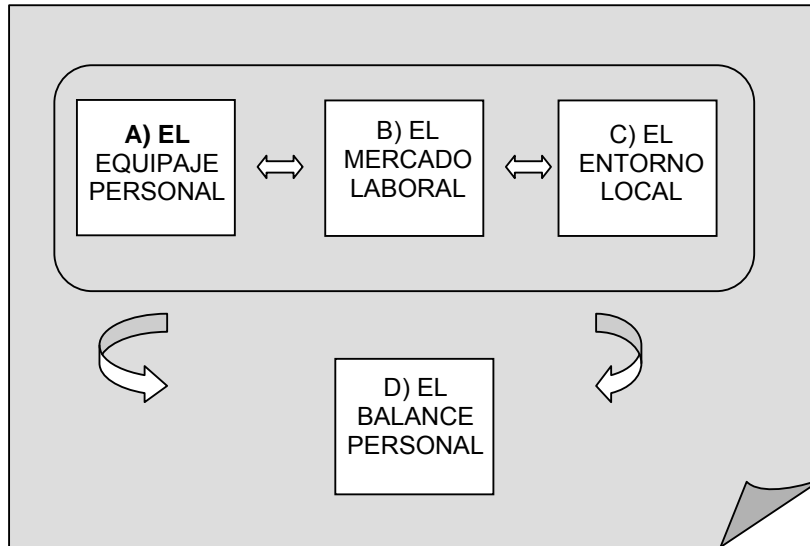 A) EL
EQUIPAJE
PERSONAL
B) EL
MERCADO
LABORAL
C) EL
ENTORNO
LOCAL
D) EL
BALANCE
PERSONAL